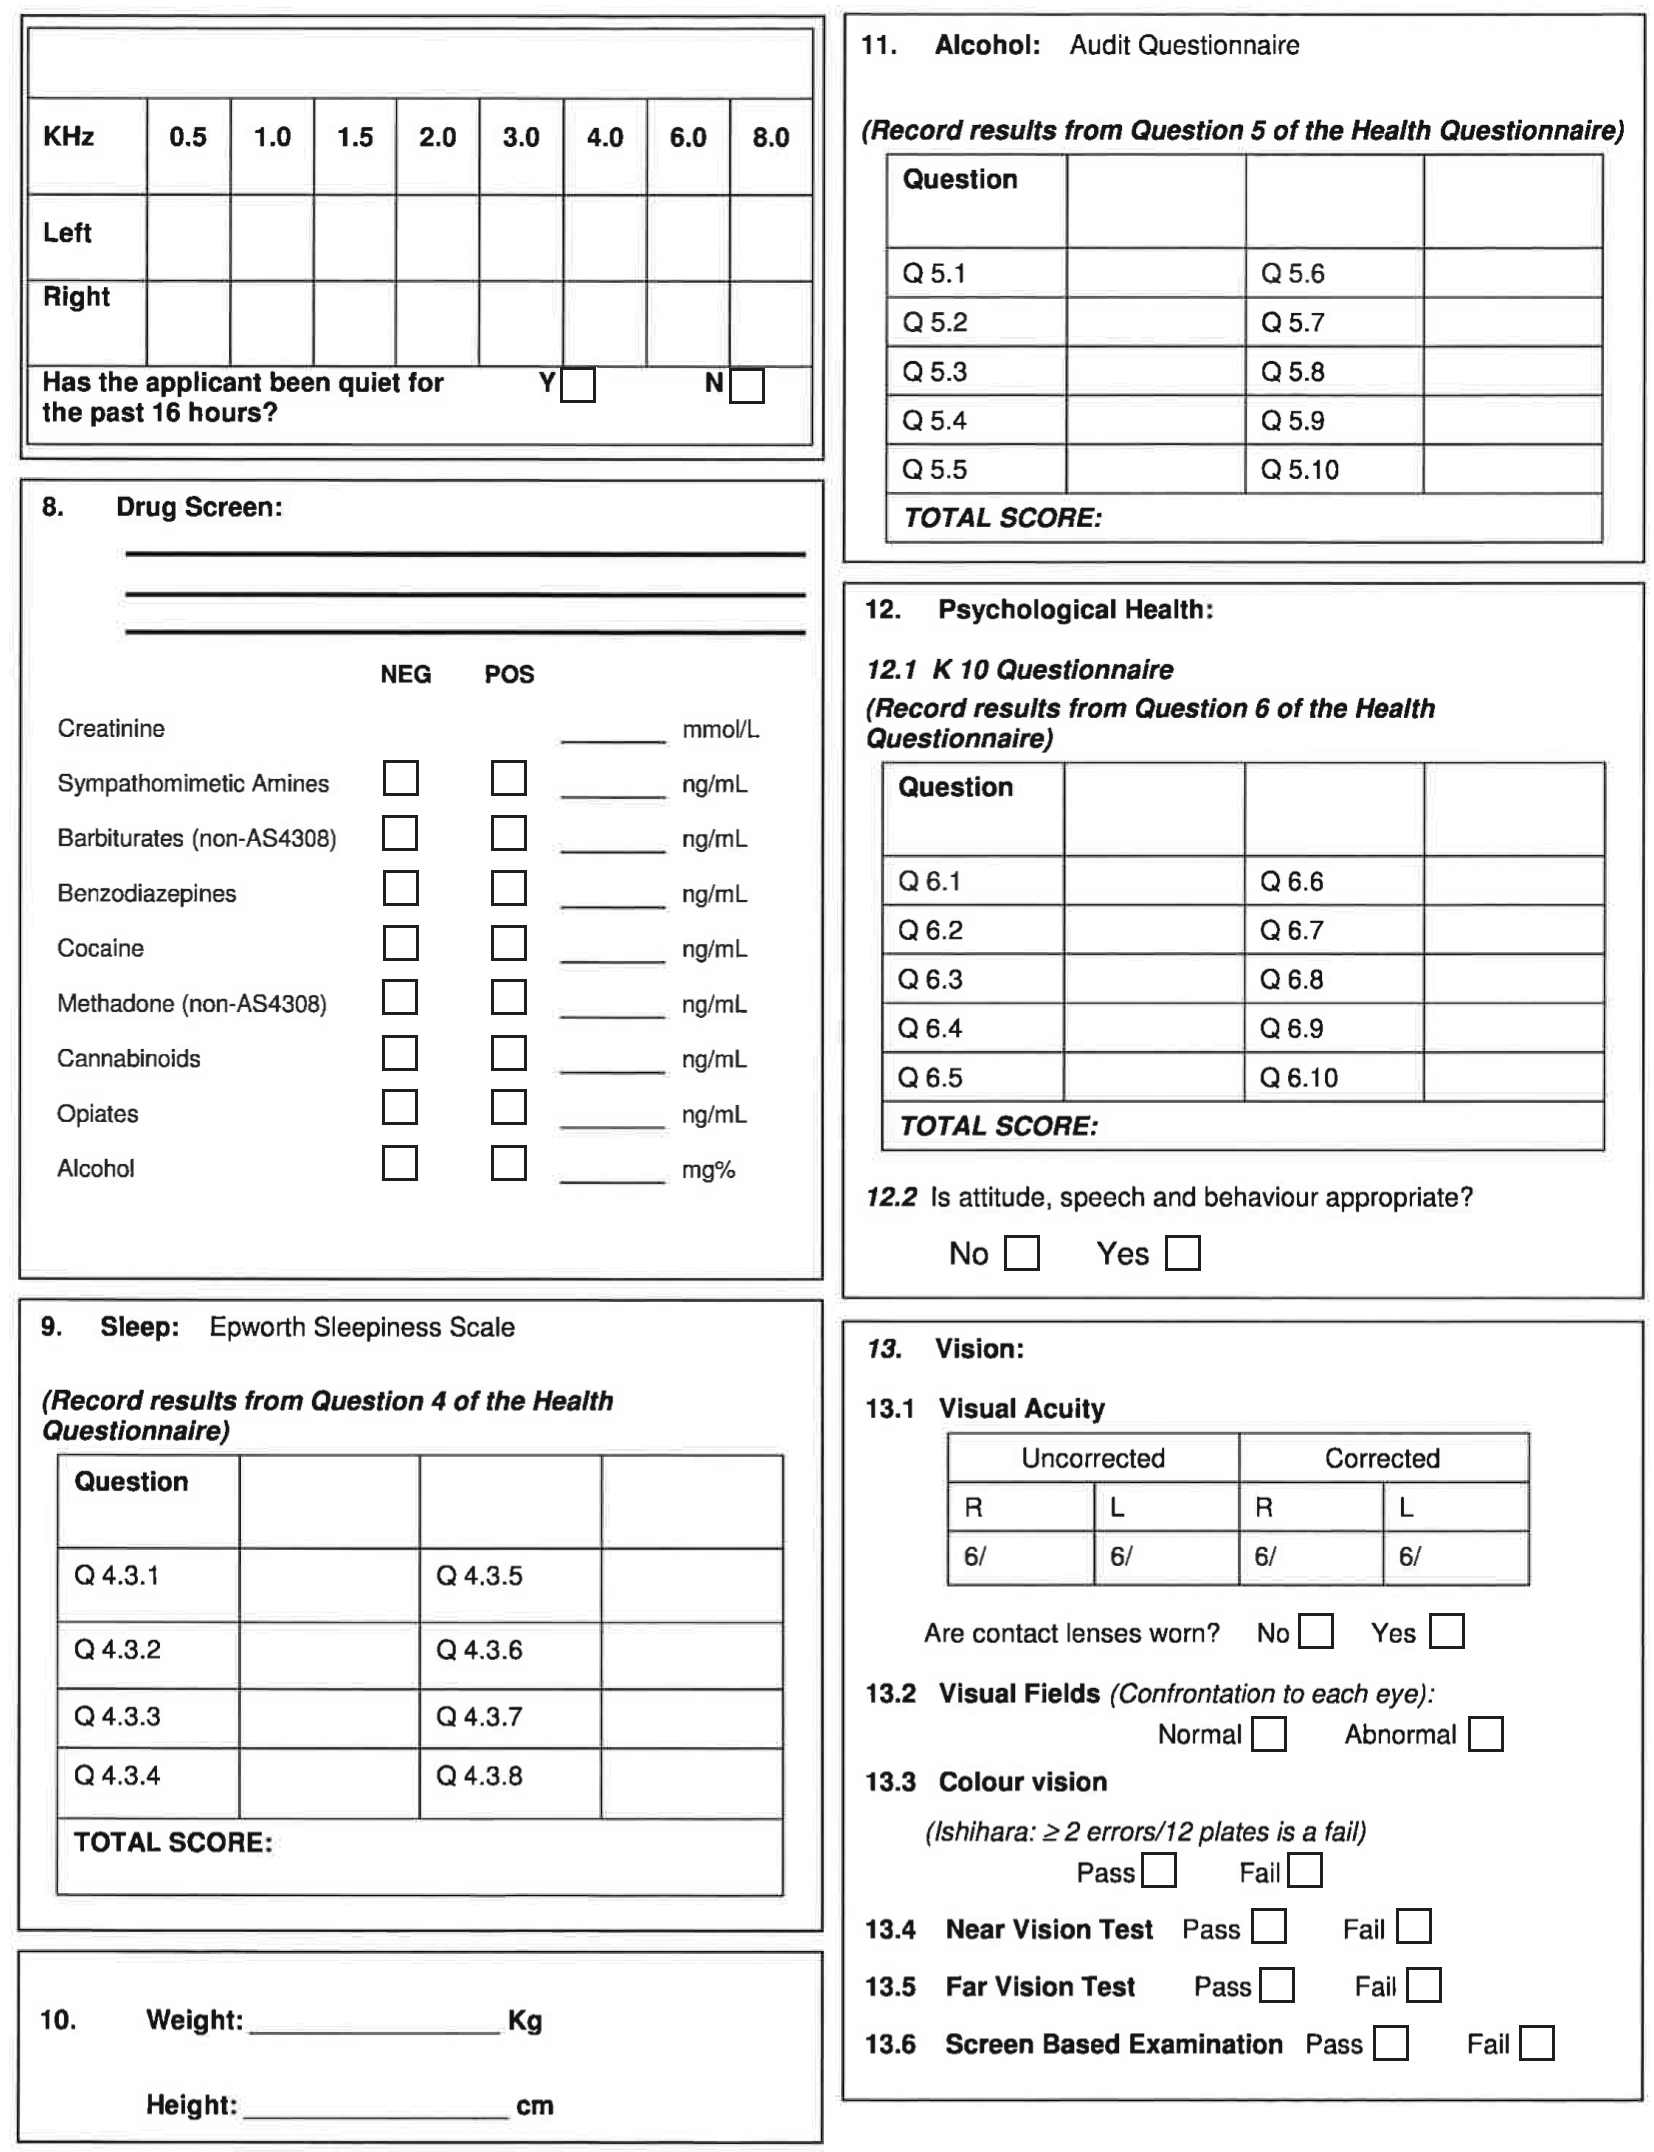 KHz 0.5 1.0 1.5 2.0 3.0 4.0 6.0 8.0
Left
Right
Has the applicant been quiet for Y N
the past 16 hours?
8. Drug Screen:
NEG POS
Creatinine mmol/L
Sympathomimetic Amines ng/mL
Barbiturates (non-AS4308) ng/mL
Benzodiazepines ng/mL
Cocaine ng/mL
Methadone (non-AS4308) ng/mL
Cannabinoids ng/mL
Opiates ng/mL
Alcohol mg%
9. Sleep: Epworth Sleepiness Scale
(Record results from Question 4 of the Health
Questionnaire)
Question
Q 4.3.1 Q 4.3.5
Q 4.3.2 Q 4.3.6
Q 4.3.3 Q 4.3.7
Q 4.3.4 Q 4.3.8
TOTAL SCORE:
10. Weight: Kg
Height: cm
11. Alcohol: Audit Questionnaire
(Record results from Question 5 of the Health Questionnaire)
Question
Q 5.1 Q 5.6
Q 5.2 Q 5.7
Q 5.3 Q 5.8
Q 5.4 Q 5.9
Q 5.5 Q 5.10
TOTAL SCORE:
12. Psychological Health:
12.1 K 10 Questionnaire
(Record results from Question 6 of the Health
Questionnaire)
Question
Q 6.1 Q 6.6
Q 6.2 Q 6.7
Q 6.3 Q 6.8
Q 6.4 Q 6.9
Q 6.5 Q 6.10
TOTAL SCORE:
12.2 Is attitude, speech and behaviour appropriate?
No Yes
13. Vision:
13.1 Visual Acuity
Uncorrected Corrected
R L R L
6/ 6/ 6/ 6/
Are contact lenses worn? No Yes
13.2 Visual Fields (Confrontation to each eye):
Normal Abnormal
13.3 Colour vision
(Ishihara: ≥ 2 errors/12 plates is a fail)
Pass Fail
13.4 Near Vision Test Pass Fail
13.5 Far Vision Test Pass Fail
13.6 Screen Based Examination Pass Fail